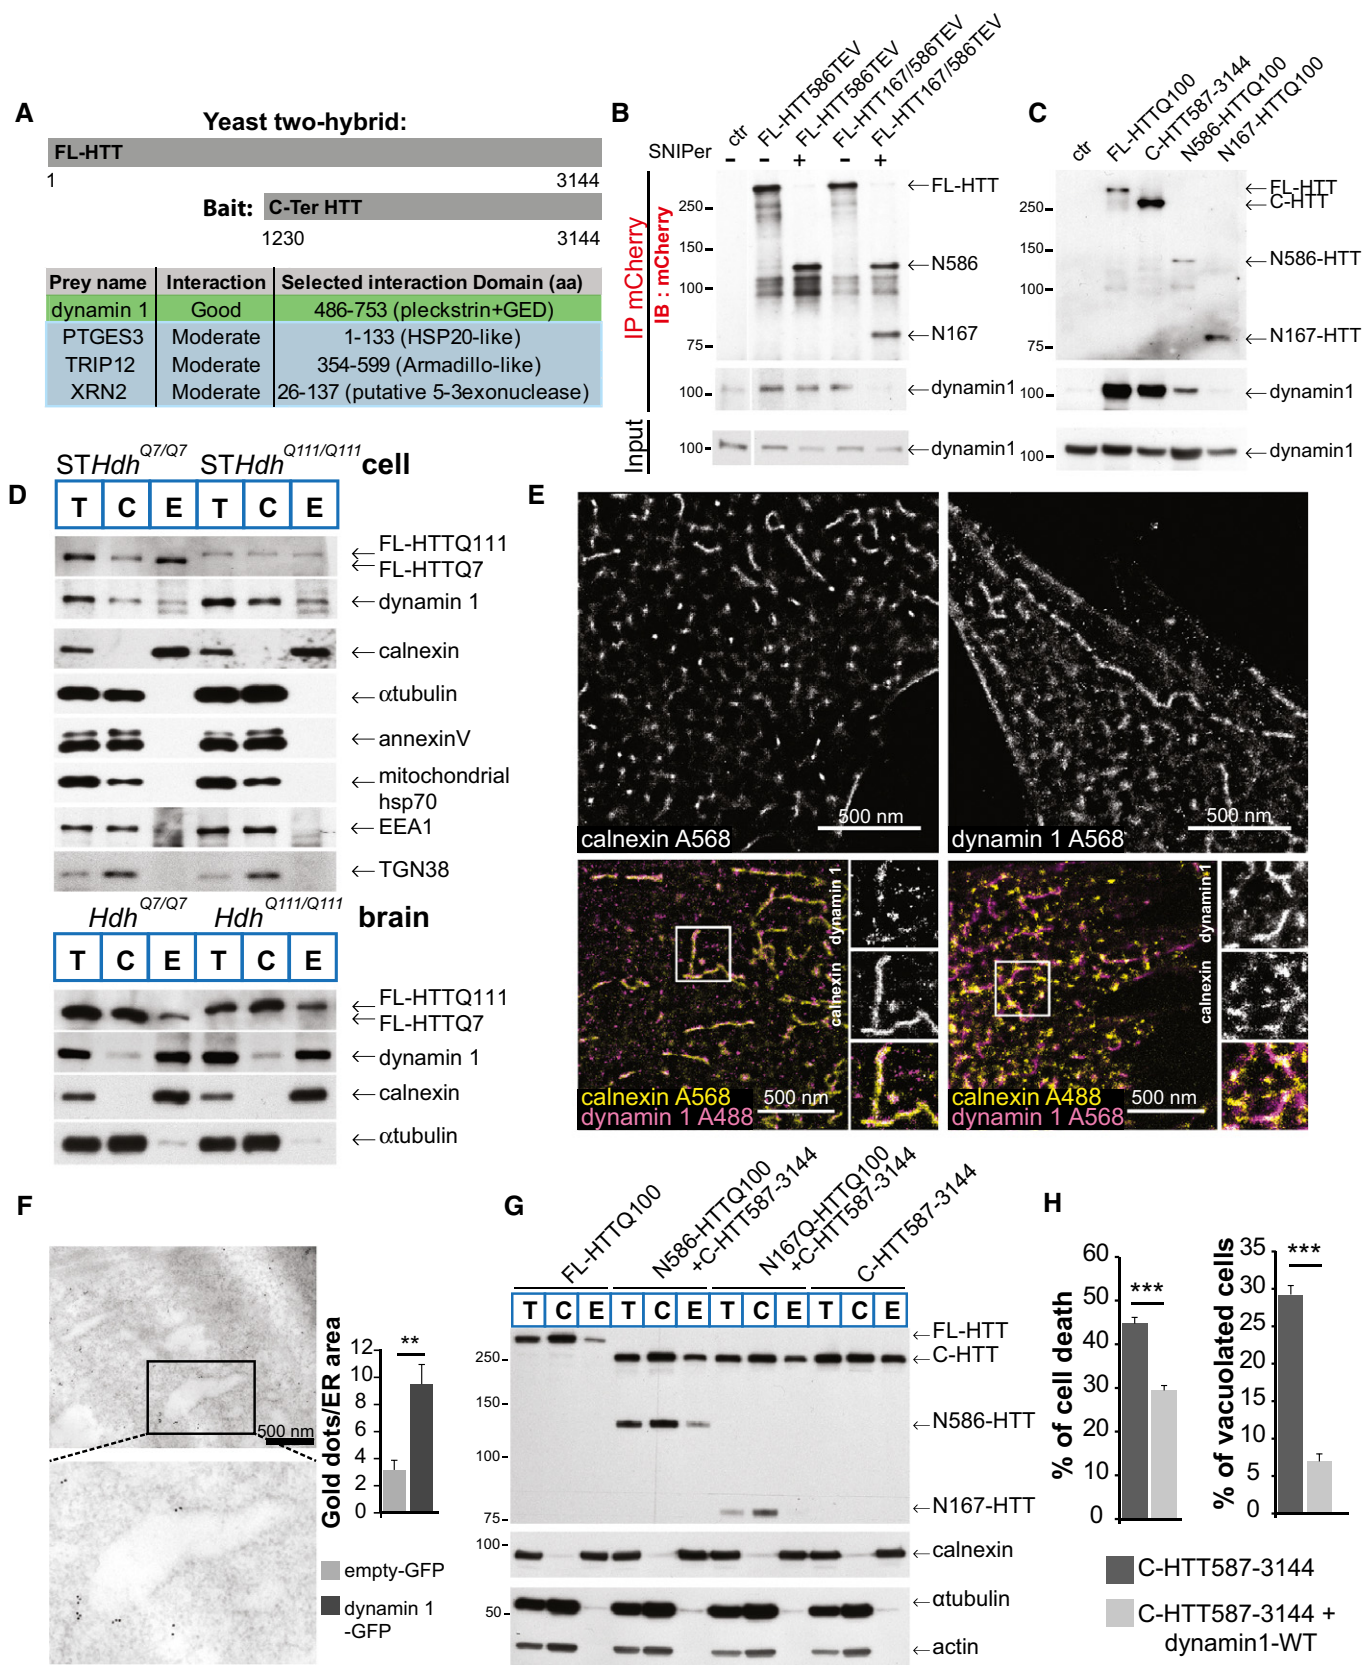 A
Yeast two-hybrid:
FL-HTT
1 3144
Bait: C-Ter HTT
1230 3144
Prey name Interaction Selected interaction Domain (aa)
dynamin 1 Good 486-753 (pleckstrin+GED)
PTGES3 Moderate 1-133 (HSP20-like)
TRIP12 Moderate 354-599 (Armadillo-like)
XRN2 Moderate 26-137 (putative 5-3exonuclease)
B
ctr
FL-HTT586TEV
FL-HTT586TEV
FL-HTT167/586TEV
FL-HTT167/586TEV
SNIPer - - + - +
IP mCherry
IB : mCherry
250
150
100
75
←FL-HTT
←N586
←N167
100 ←dynamin1
Input
100 ←dynamin1
C
ctr
FL-HTTQ100
C-HTT587-3144
N586-HTTQ100
N167-HTTQ100
250
150
100
75
←FL-HTT
←C-HTT
←N586-HTT
←N167-HTT
100 ←dynamin1
100 ←dynamin1
D
STHdh Q7/Q7 STHdh Q111/Q111 cell
T C E T C E
←FL-HTTQ111
←FL-HTTQ7
←dynamin 1
←calnexin
←αtubulin
←annexinV
←mitochondrial
hsp70
←EEA1
←TGN38
Hdh Q7/Q7 Hdh Q111/Q111 brain
T C E T C E
←FL-HTTQ111
←FL-HTTQ7
←dynamin 1
←calnexin
←αtubulin
E
500 nm
calnexin A568
500 nm
dynamin 1 A568
dynamin 1
calnexin
calnexin A568
dynamin 1 A488
500 nm
dynamin1
calnexin
calnexin A488
dynamin 1 A568
500 nm
F
500 nm
Gold dots/ER area
12
10
8
6
4
2
0
**
empty-GFP
dynamin 1
-GFP
G
FL-HTTQ100
N586-HTTQ100
+C-HTT587-3144
N167Q-HTTQ100
+C-HTT587-3144
C-HTT587-3144
T C E T C E T C E T C E
250
150
100
75
←FL-HTT
←C-HTT
←N586-HTT
←N167-HTT
100 ←calnexin
50
←αtubulin
←actin
H
% of cell death
60
50
40
30
20
10
0
***
% of vacuolated cells
35
30
25
20
15
10
5
0
***
C-HTT587-3144
C-HTT587-3144 +
dynamin1-WT